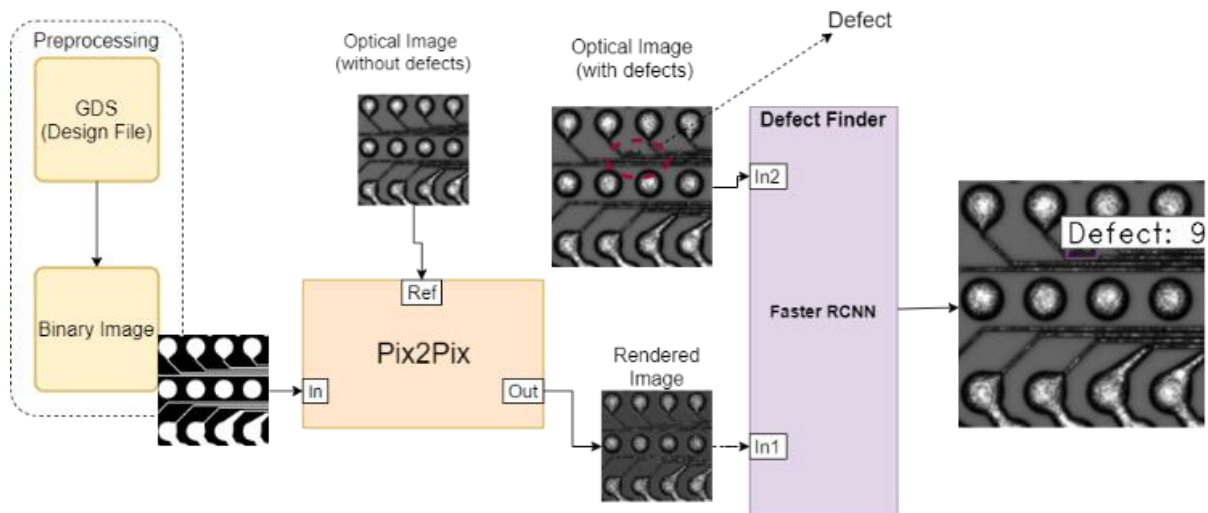 Preprocessing
GDS
(Design File)
Binary Image
Optical Image
(without defects)
Ref
Pix2Pix
In
Out
Optical Image
(with defects)
Defect
Rendered
Image
Defect Finder
In2
Faster RCNN
In1
Defect: 9